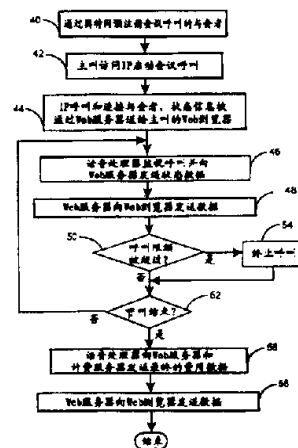 40
通过因特网预注册会议呼叫的与会者
42
主叫访问IP启动会议呼叫
44
IP呼叫和连接与会者，状态信息被
通过Web服务器送给主叫的Web浏览器
46
话音处理器监视呼叫并向
Web服务器发送状态数据
48
Web服务器向Web浏览器发送数据
50
呼叫限额
被超过？
是
54
终止呼叫
否
62
呼叫结束？
否
是
话音处理器向Web服务器和
计费服务器发送最终的费用数据
68
Web服务器向Web浏览器发送数据
结束